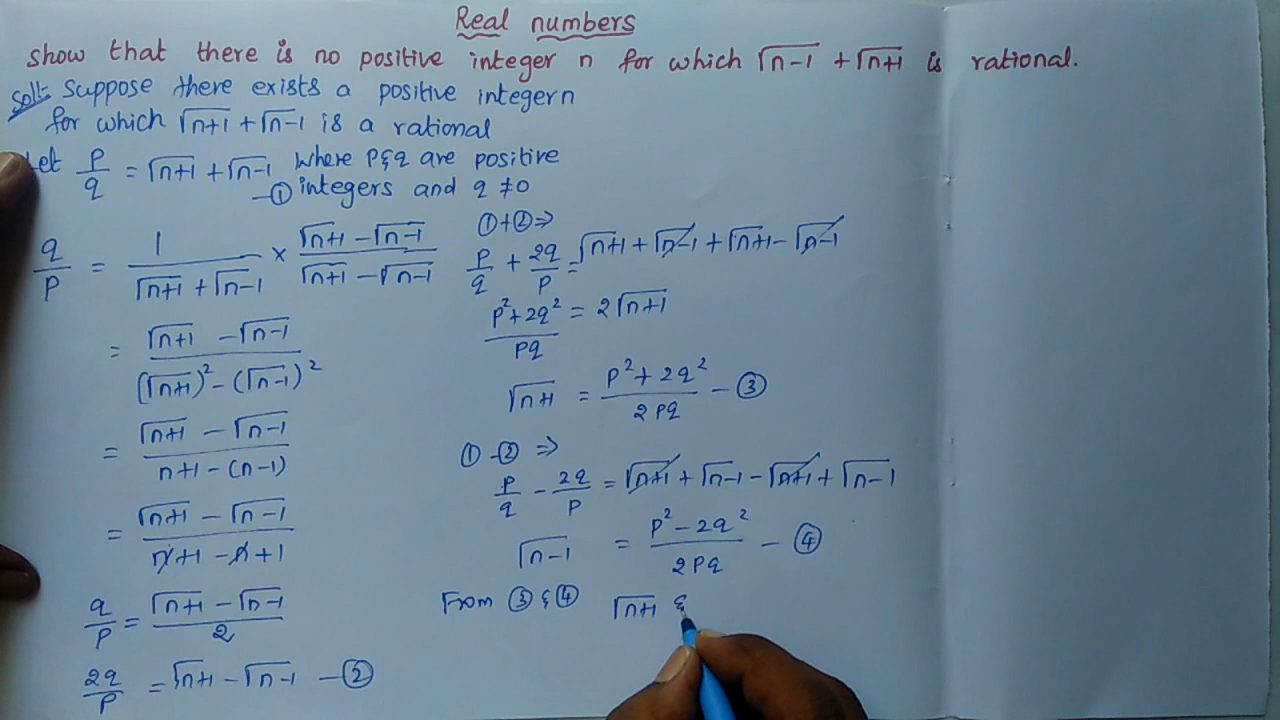 Real numbers
show that there is no positive integer n for which √n-1 + √n+1 is rational.
Sol:- Suppose there exists a positive integer n
for which √n+1 + √n-1 is a rational
Let p/q = √n+1 + √n-1 where p & q are positive
—① integers and q ≠ 0
q/p = 1/(√n+1 + √n-1) × (√n+1 - √n-1)/(√n+1 - √n-1)
= (√n+1 - √n-1)/((√n+1)² - (√n-1)²)
= (√n+1 - √n-1)/(n+1-(n-1))
= (√n+1 - √n-1)/(n+1-n+1)
q/p = (√n+1 - √n-1)/2
2q/p = √n+1 - √n-1 —②
①+② ⇒
p/q + 2q/p = √n+1 + √n-1 + √n+1 - √n-1
(p²+2q²)/pq = 2√n+1
√n+1 = (p²+2q²)/2pq —③
①-② ⇒
p/q - 2q/p = √n+1 + √n-1 - √n+1 + √n-1
√n-1 = (p²-2q²)/2pq —④
From ③ & ④ √n+1 &